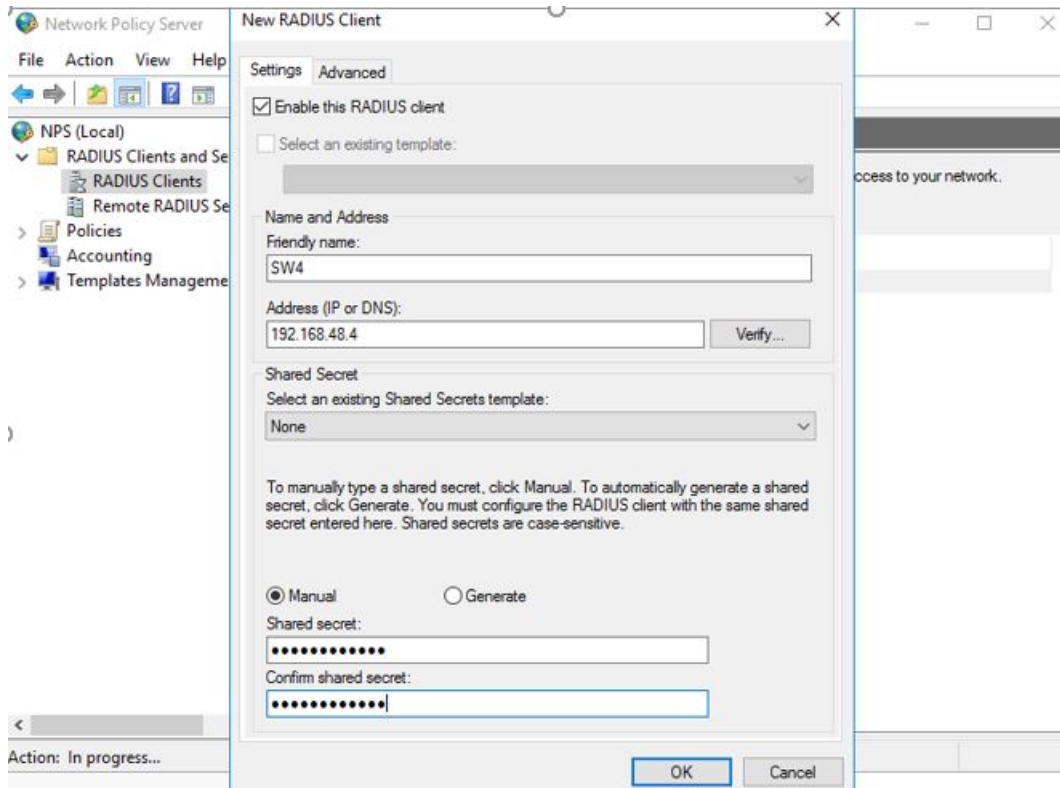 Network Policy Server
New RADIUS Client
File Action View Help
Settings Advanced
Enable this RADIUS client
Select an existing template:
NPS (Local)
RADIUS Clients and Se
RADIUS Clients
Remote RADIUS Se
Policies
Accounting
Templates Manageme
ccess to your network.
Name and Address
Friendly name:
SW4
Address (IP or DNS):
192.168.48.4
Verify...
Shared Secret
Select an existing Shared Secrets template:
None
To manually type a shared secret, click Manual. To automatically generate a shared
secret, click Generate. You must configure the RADIUS client with the same shared
secret entered here. Shared secrets are case-sensitive.
Manual Generate
Shared secret:
●●●●●●●●●●●●
Confirm shared secret:
●●●●●●●●●●●●
Action: In progress...
OK Cancel